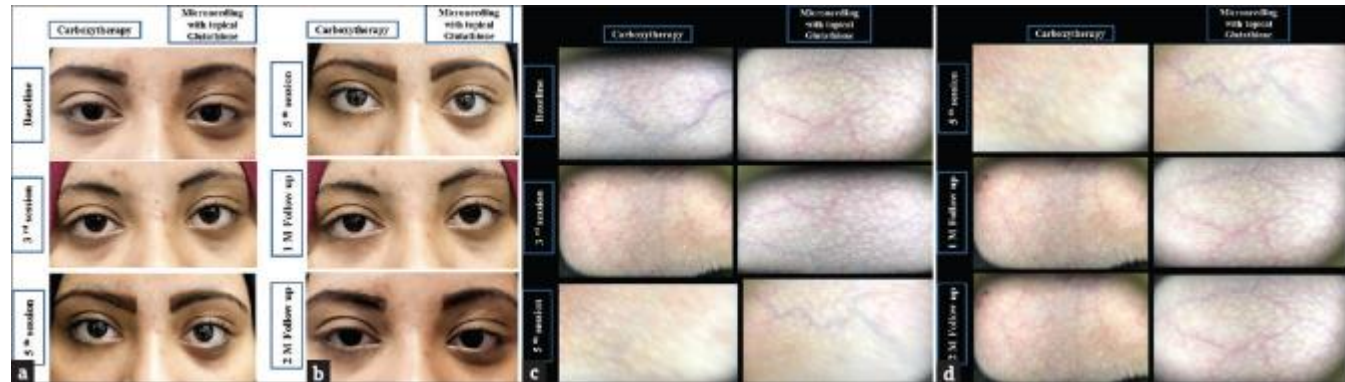 Carboxytherapy
Microneedling
with topical
Glutathione
Baseline
3rd session
5th session
a
Carboxytherapy
Microneedling
with topical
Glutathione
5th session
1 M Follow up
2 M Follow up
b
Carboxytherapy
Microneedling
with topical
Glutathione
Baseline
3rd session
5th session
c
Carboxytherapy
Microneedling
with topical
Glutathione
5th session
1 M Follow up
2 M Follow up
d